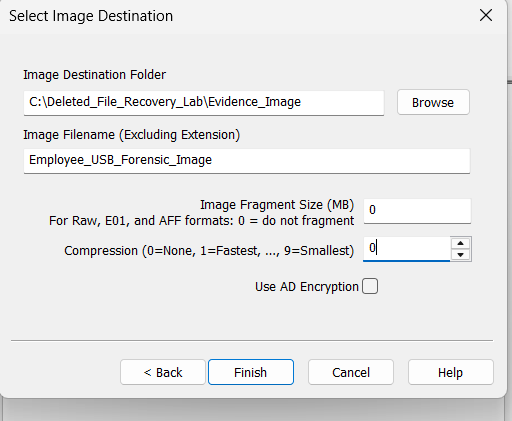 Select Image Destination
Image Destination Folder
C:\Deleted_File_Recovery_Lab\Evidence_Image
Browse
Image Filename (Excluding Extension)
Employee_USB_Forensic_Image
Image Fragment Size (MB)
For Raw, E01, and AFF formats: 0 = do not fragment
0
Compression (0=None, 1=Fastest, ..., 9=Smallest)
0
Use AD Encryption
< Back
Finish
Cancel
Help